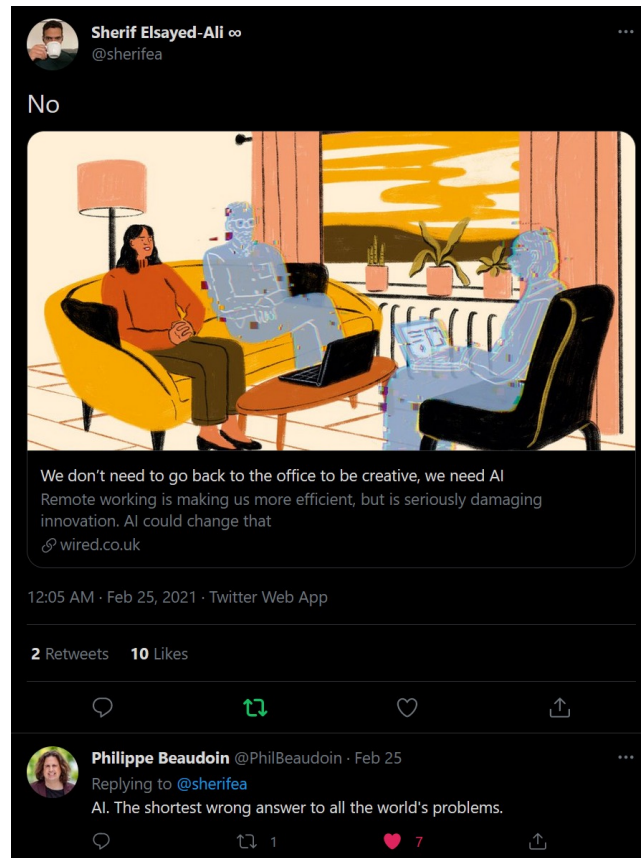 Sherif Elsayed-Ali ∞
@sherifea
No
We don't need to go back to the office to be creative, we need AI
Remote working is making us more efficient, but is seriously damaging
innovation. AI could change that
wired.co.uk
12:05 AM · Feb 25, 2021 · Twitter Web App
2 Retweets 10 Likes
Philippe Beaudoin @PhilBeaudoin · Feb 25
Replying to @sherifea
AI. The shortest wrong answer to all the world's problems.
1 7